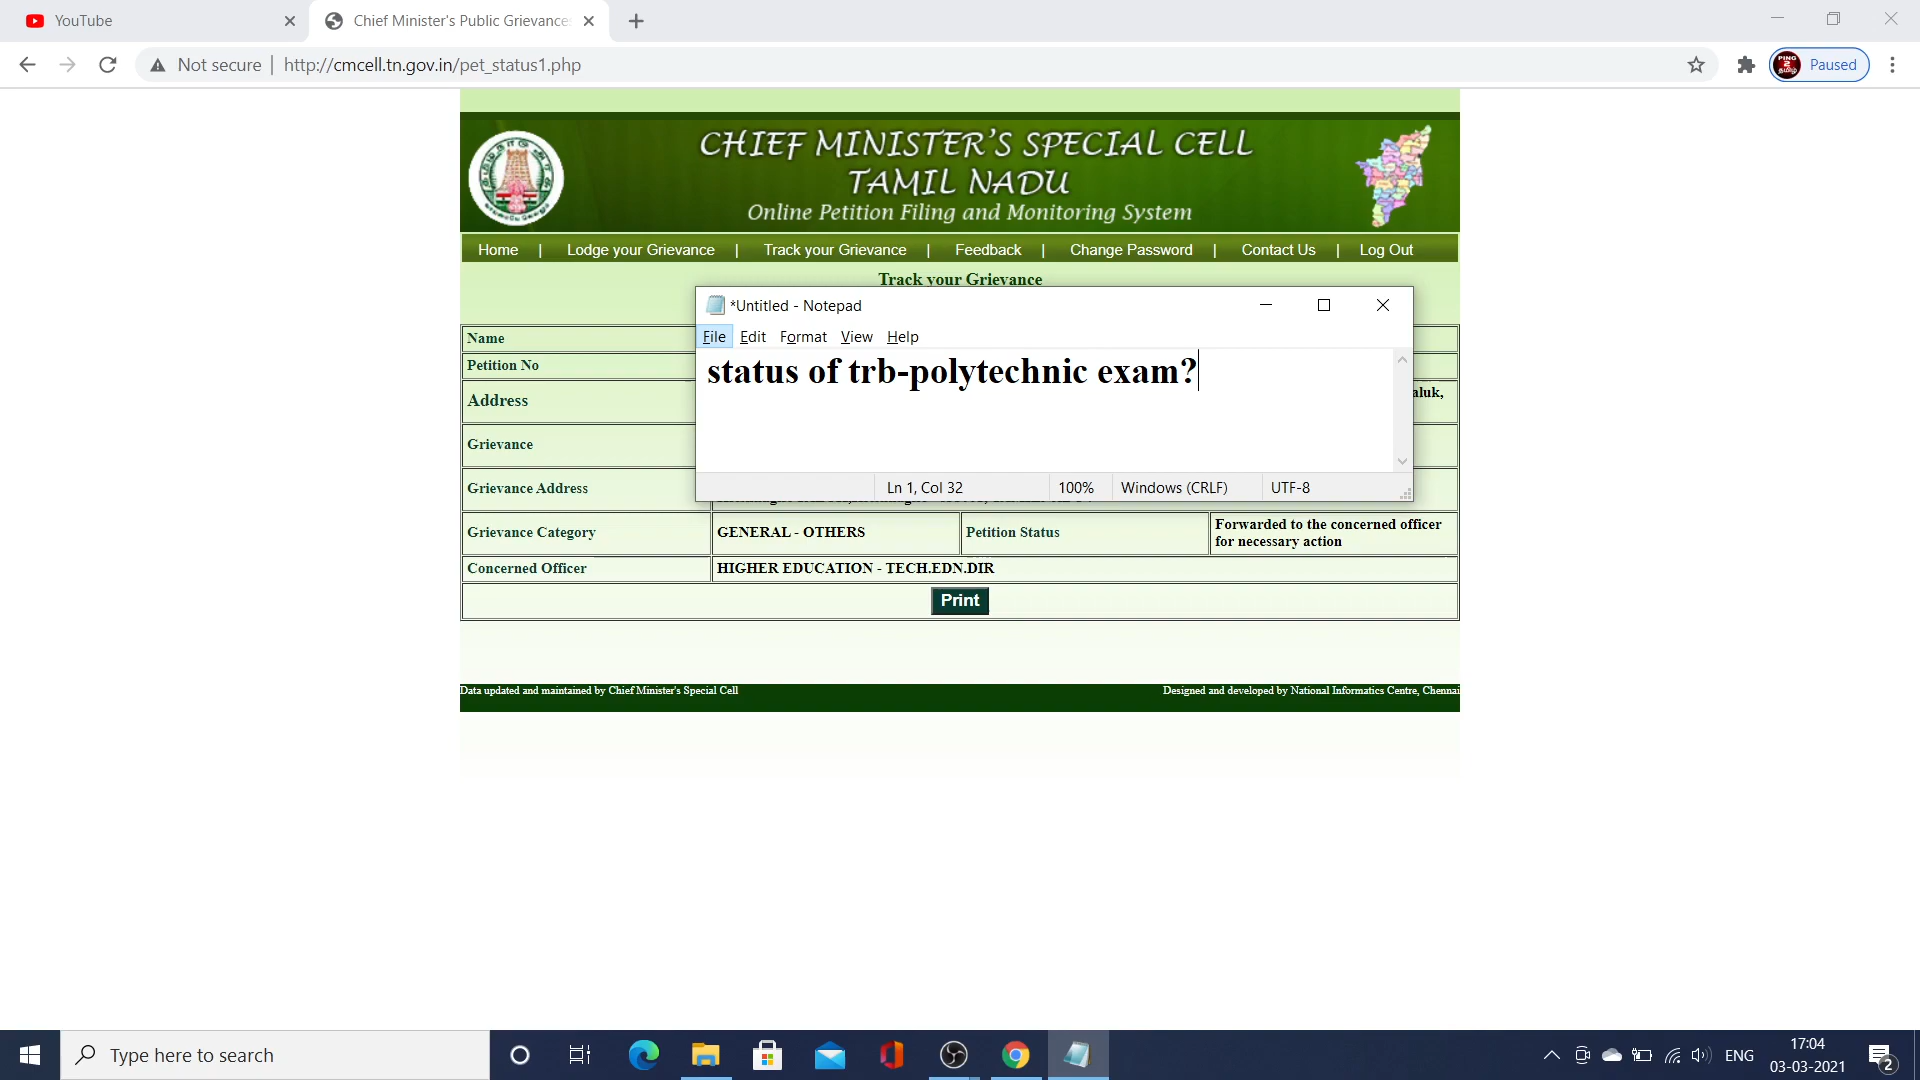 YouTube
Chief Minister's Public Grievance
Not secure
http://cmcell.tn.gov.in/pet_status1.php
Paused
CHIEF MINISTER'S SPECIAL CELL
TAMIL NADU
Online Petition Filing and Monitoring System
Home | Lodge your Grievance | Track your Grievance | Feedback | Change Password | Contact Us | Log Out
Track your Grievance
*Untitled - Notepad
File Edit Format View Help
status of trb-polytechnic exam?
Ln 1, Col 32 100% Windows (CRLF) UTF-8
Name
Petition No
Address
aluk,
Grievance
Grievance Address
Grievance Category GENERAL - OTHERS Petition Status Forwarded to the concerned officer
for necessary action
Concerned Officer HIGHER EDUCATION - TECH.EDN.DIR
Print
Data updated and maintained by Chief Minister's Special Cell Designed and developed by National Informatics Centre, Chennai
Type here to search
ENG
17:04
03-03-2021
2